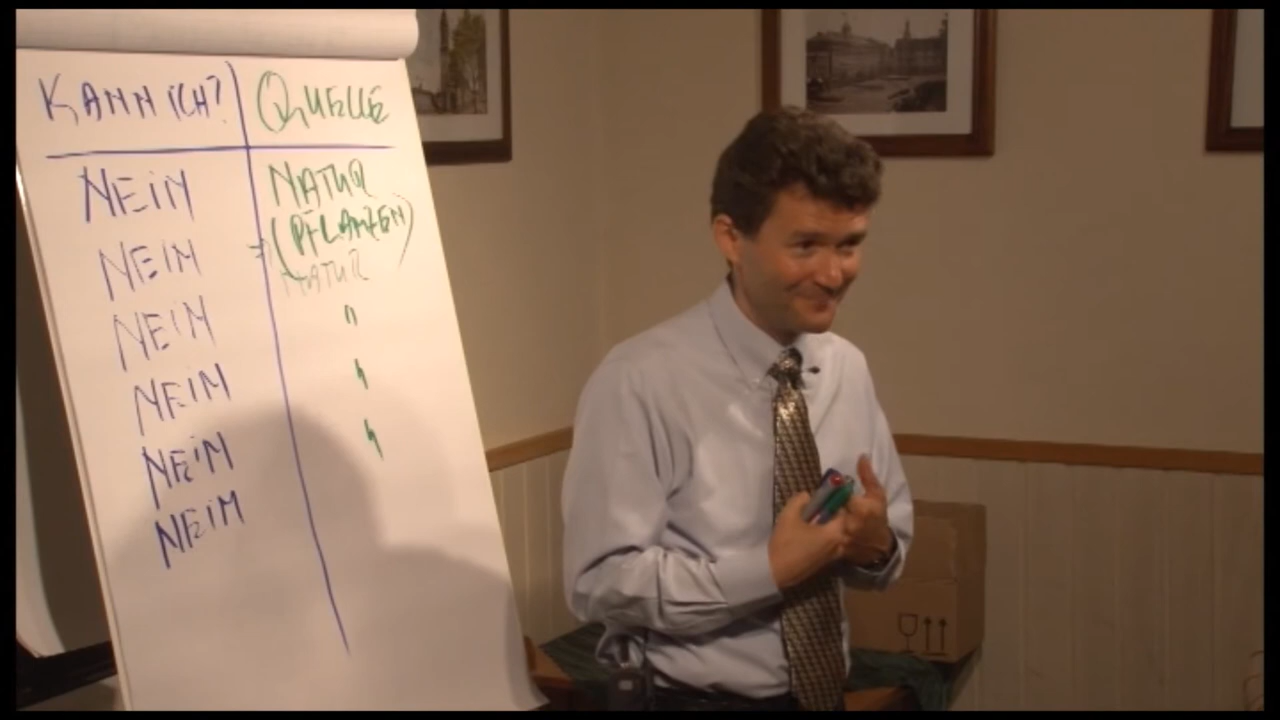 KANN ICH? QUELLE
NEIN NATUR
(PFLANZEN)
NEIN NATUR
NEIN "
NEIN "
NEIN "
NEIN